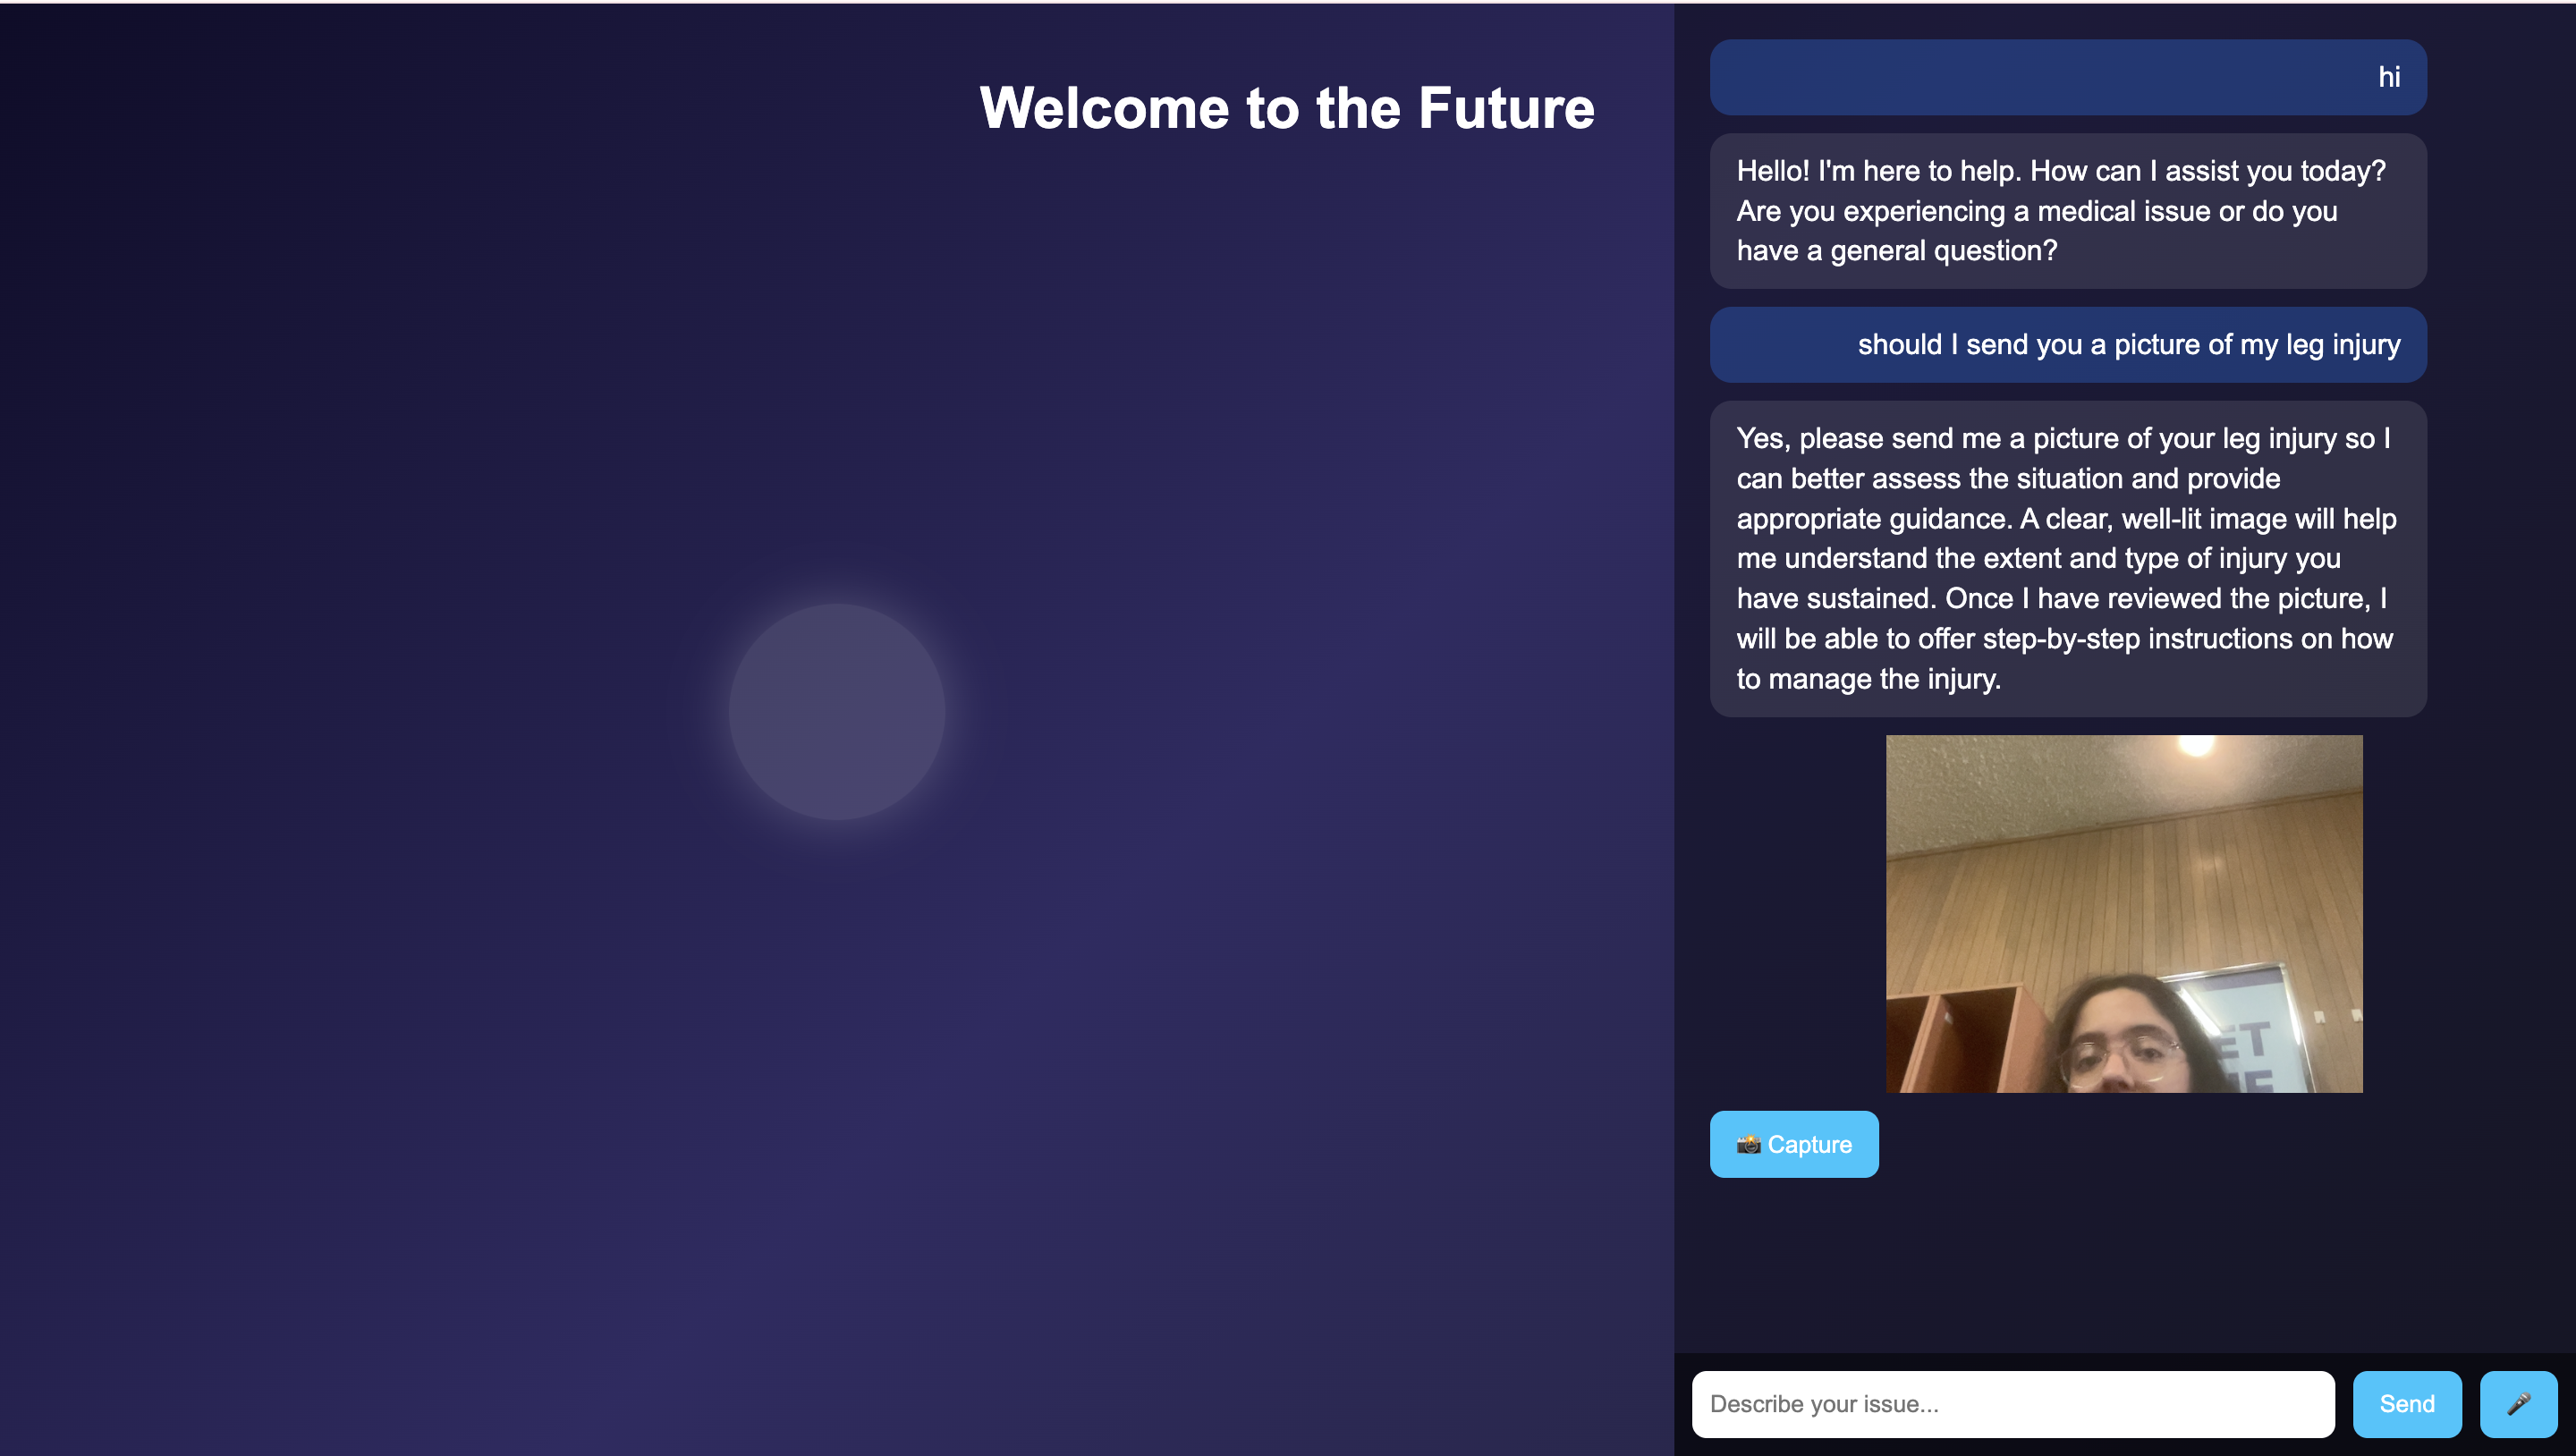 Welcome to the Future
hi
Hello! I'm here to help. How can I assist you today?
Are you experiencing a medical issue or do you
have a general question?
should I send you a picture of my leg injury
Yes, please send me a picture of your leg injury so I
can better assess the situation and provide
appropriate guidance. A clear, well-lit image will help
me understand the extent and type of injury you
have sustained. Once I have reviewed the picture, I
will be able to offer step-by-step instructions on how
to manage the injury.
ET
📸 Capture
Describe your issue...
Send